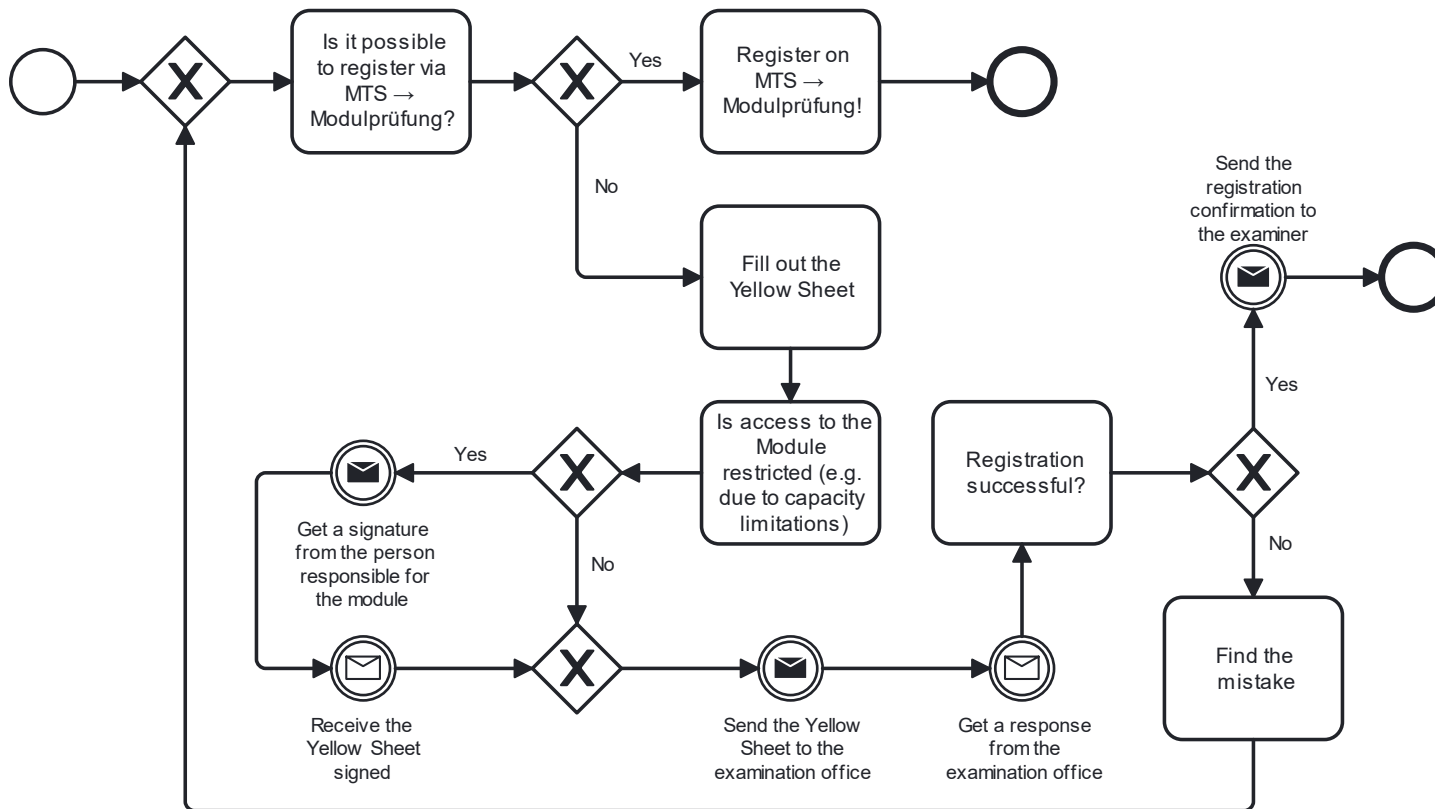 Is it possible
to register via
MTS →
Modulprüfung?
Yes
Register on
MTS →
Modulprüfung!
No
Fill out the
Yellow Sheet
Send the
registration
confirmation to
the examiner
Is access to the
Module
restricted (e.g.
due to capacity
limitations)
Yes
No
Get a signature
from the person
responsible for
the module
Receive the
Yellow Sheet
signed
Send the Yellow
Sheet to the
examination office
Get a response
from the
examination office
Registration
successful?
Yes
No
Find the
mistake